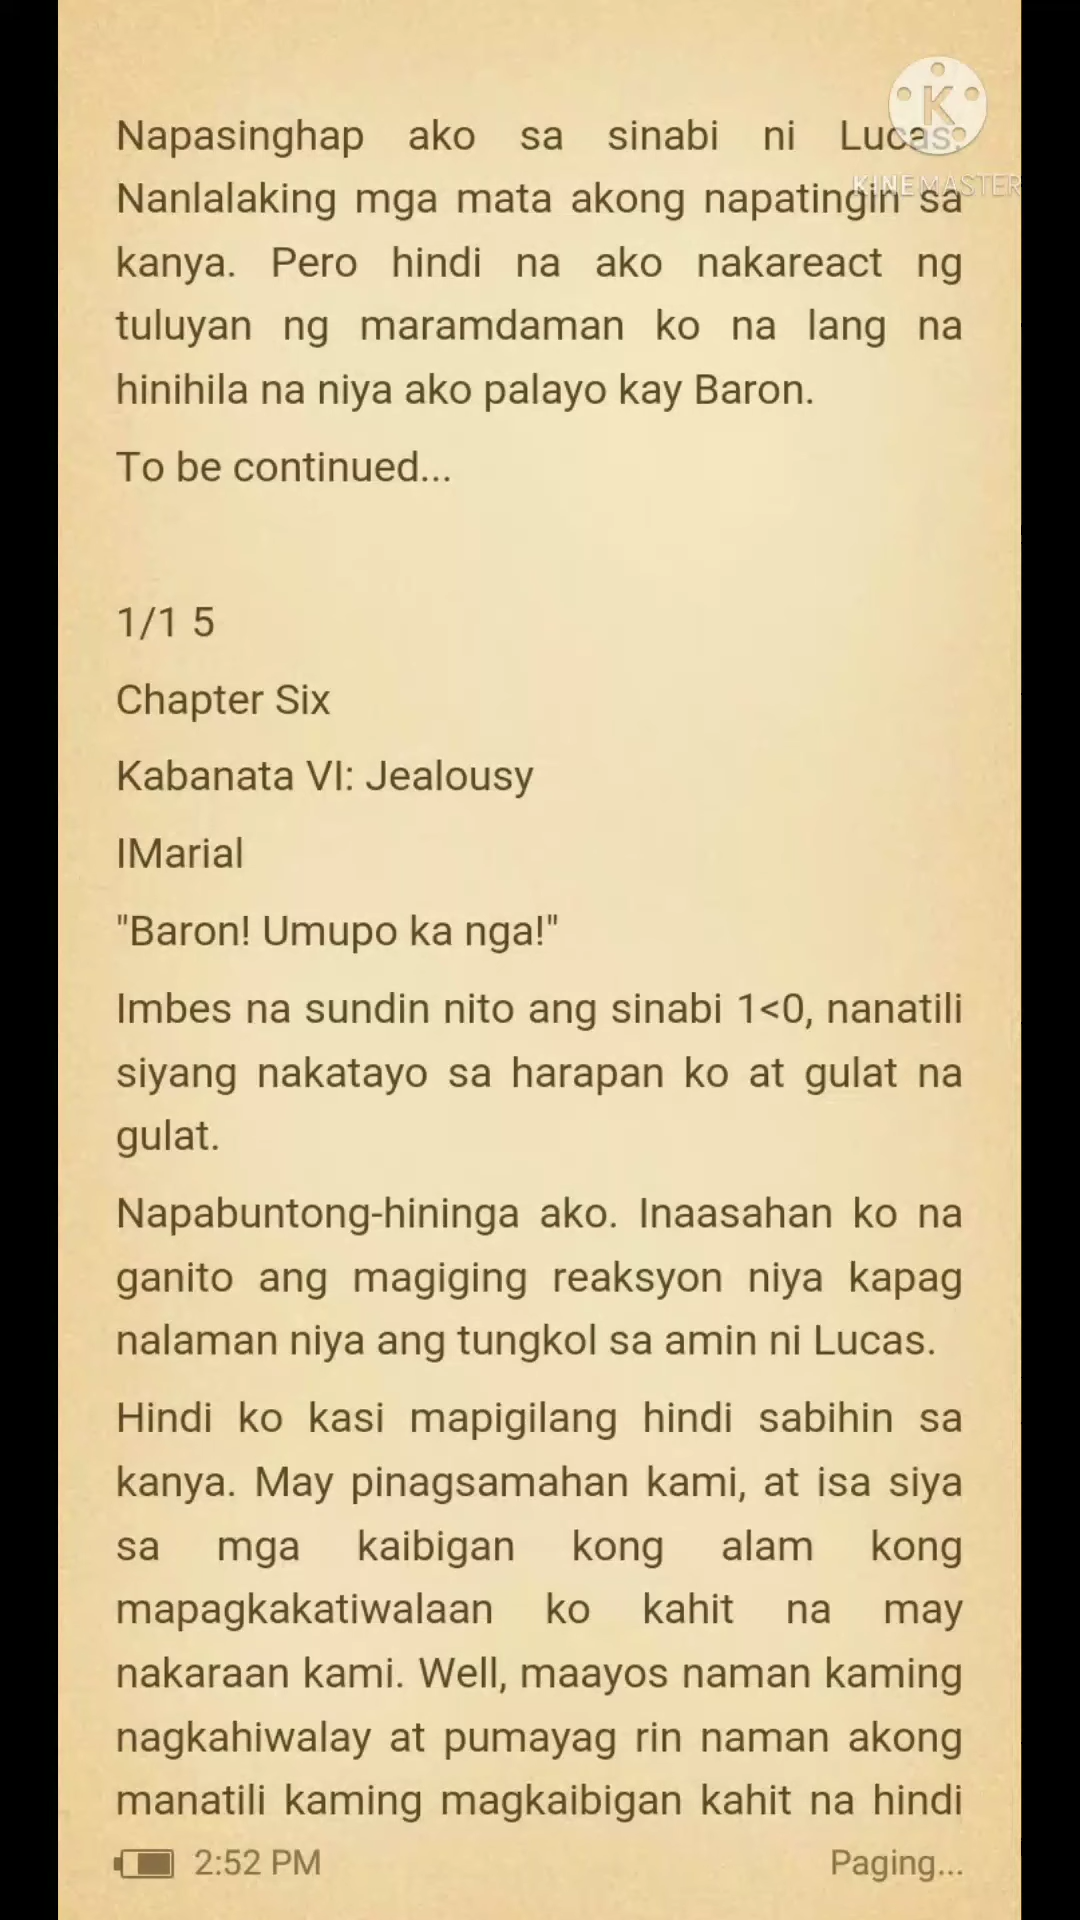 Napasinghap ako sa sinabi ni Lucas.
KINEMASTER
Nanlalaking mga mata akong napatingin sa
kanya. Pero hindi na ako nakareact ng
tuluyan ng maramdaman ko na lang na
hinihila na niya ako palayo kay Baron.
To be continued...
1/1 5
Chapter Six
Kabanata VI: Jealousy
IMarial
"Baron! Umupo ka nga!"
Imbes na sundin nito ang sinabi 1<0, nanatili
siyang nakatayo sa harapan ko at gulat na
gulat.
Napabuntong-hininga ako. Inaasahan ko na
ganito ang magiging reaksyon niya kapag
nalaman niya ang tungkol sa amin ni Lucas.
Hindi ko kasi mapigilang hindi sabihin sa
kanya. May pinagsamahan kami, at isa siya
sa mga kaibigan kong alam kong
mapagkakatiwalaan ko kahit na may
nakaraan kami. Well, maayos naman kaming
nagkahiwalay at pumayag rin naman akong
manatili kaming magkaibigan kahit na hindi
2:52 PM Paging...